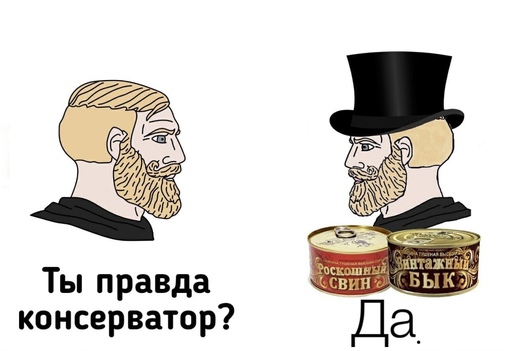 Ты правда
консерватор?
РОСКОШНЫЙ
СВИН
ВИНТАЖНЫЙ
БЫК
Да.